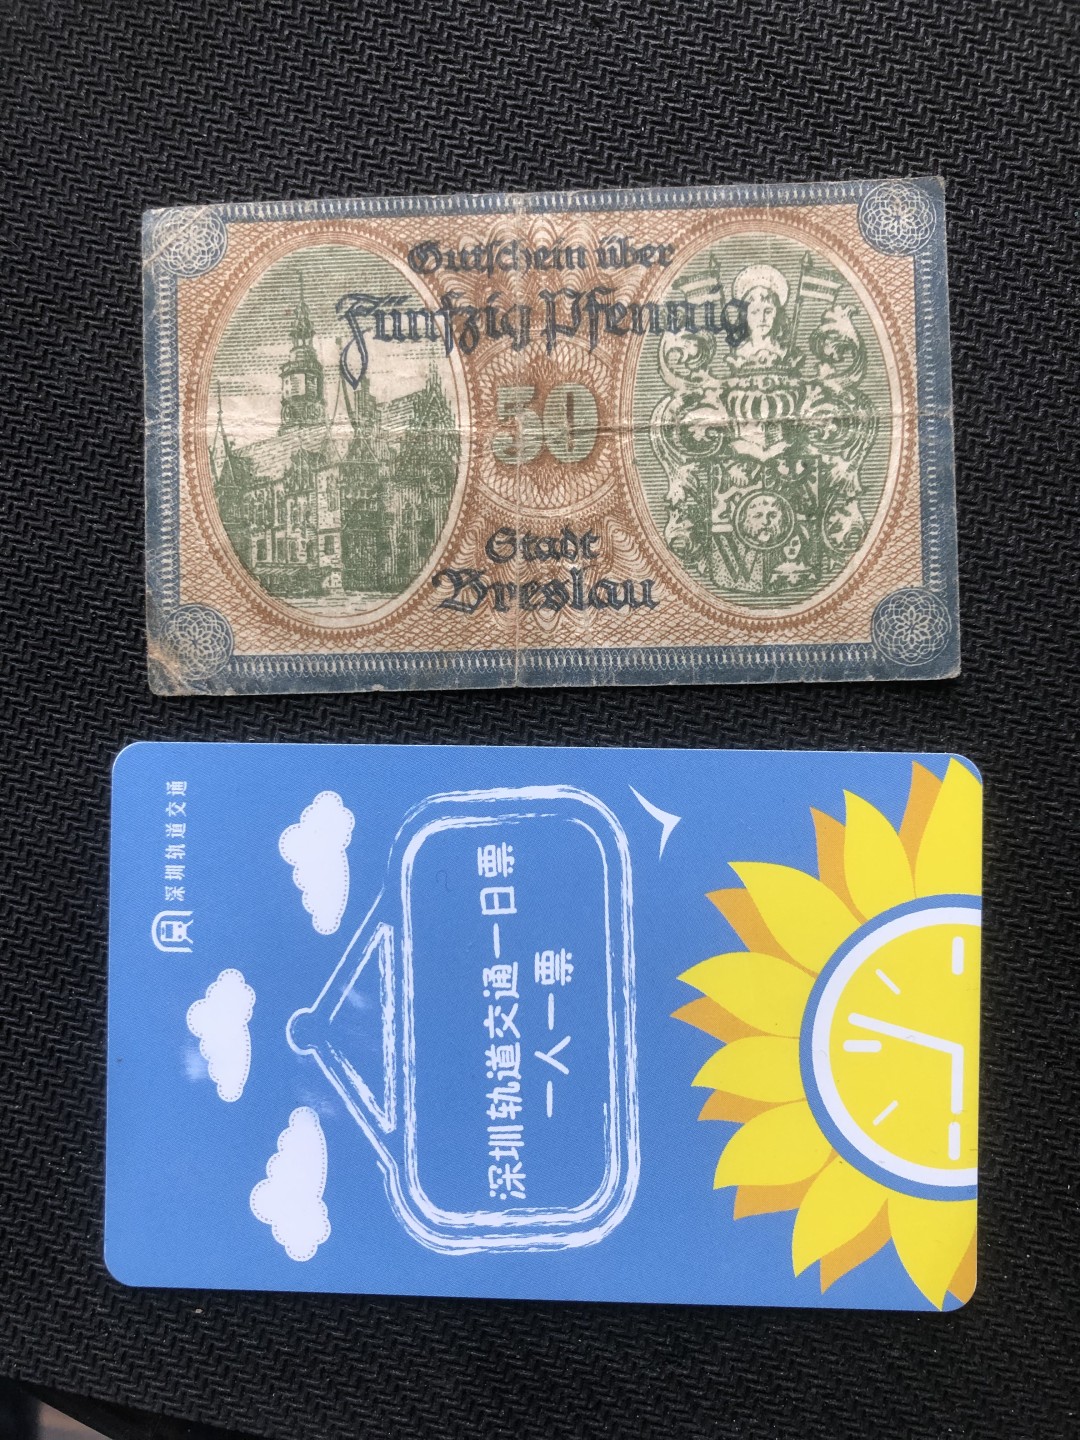 Gutschein über
Fünfzig Pfennig
50
Stadt
Breslau
W
深圳轨道交通
深圳轨道交通一日票
一人一票